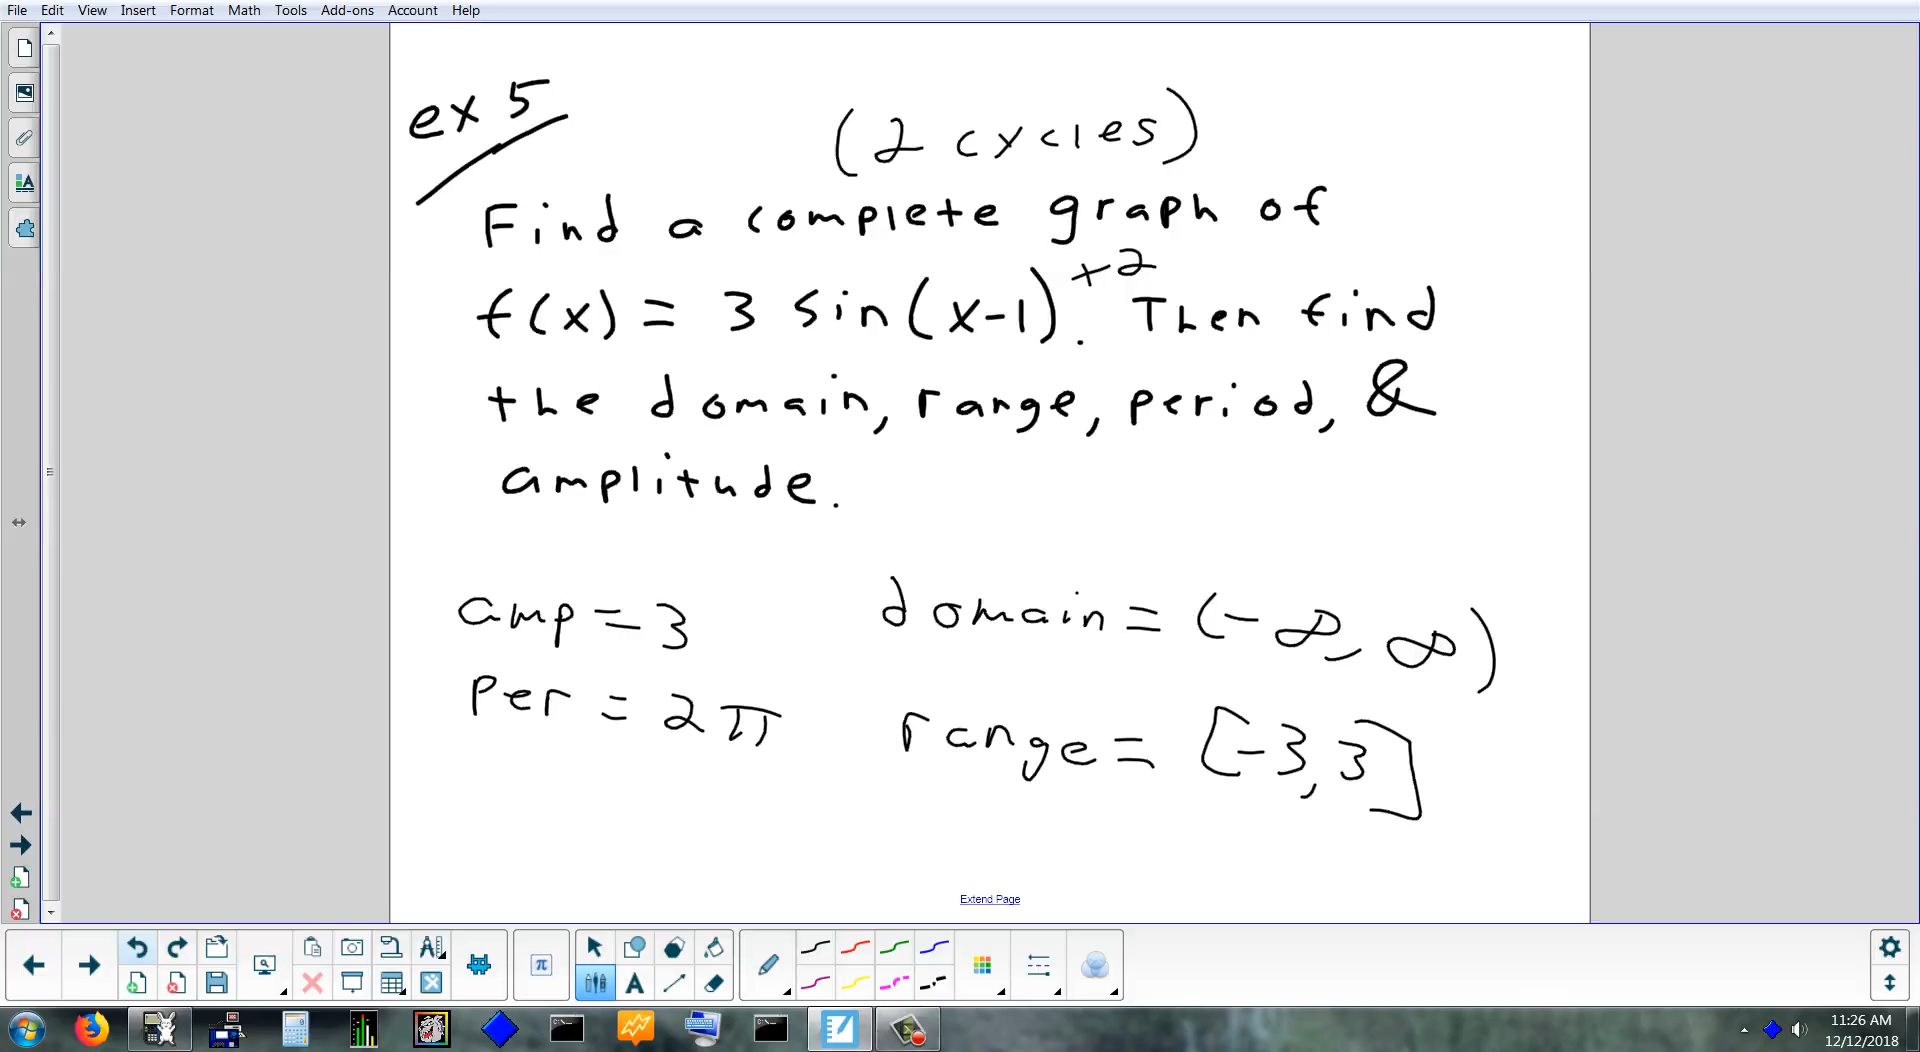 File Edit View Insert Format Math Tools Add-ons Account Help
ex 5
(2 cycles)
Find a complete graph of
f(x) = 3 sin(x-1)+2. Then find
the domain, range, period, &
amplitude.
amp = 3 domain = (-∞, ∞)
Per = 2π range = [-3, 3]
Extend Page
11:26 AM
12/12/2018